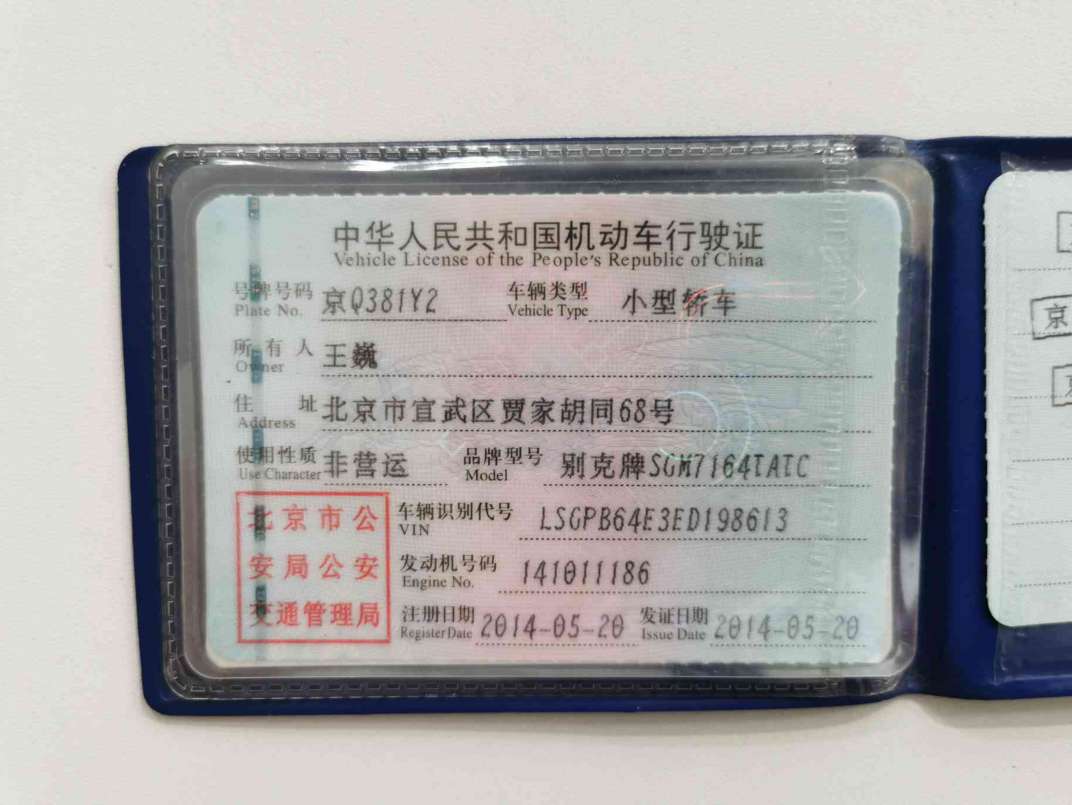 中华人民共和国机动车行驶证
Vehicle License of the People's Republic of China
号牌号码 京Q381Y2 车辆类型 小型轿车
Plate No. Vehicle Type
所有人 王巍
Owner
住址 北京市宣武区贾家胡同68号
Address
使用性质 非营运 品牌型号 别克牌SGM7164IATC
Use Character Model
北京市公
安局公安
交通管理局
车辆识别代号 LSGPB64E3ED198613
VIN
发动机号码 141011186
Engine No.
注册日期 2014-05-20 发证日期 2014-05-20
Register Date Issue Date
京